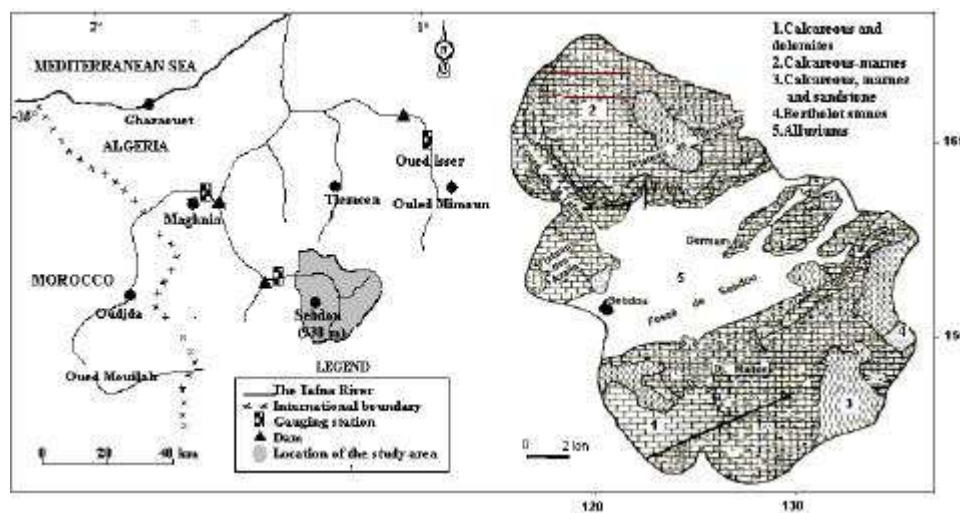 2°
1°
MEDITERRANEAN SEA
Ghazaouet
ALGERIA
Oued Isser
Tlemcen
Ouled Mimoun
Maghnia
MOROCCO
Oudjda
Sebdou
(930 m)
Oued Mouilah
LEGEND
The Tafna River
International boundary
Gauging station
Dam
Location of the study area
0 20 40 km
1.Calcareous and
dolomites
2.Calcareous-marnes
3.Calcareous, marnes
and sandstone
4.Berthelot stones
5.Alluviums
2
5
Sebdou
Fosse de Sebdou
4
1
3
0 2 km
120
130